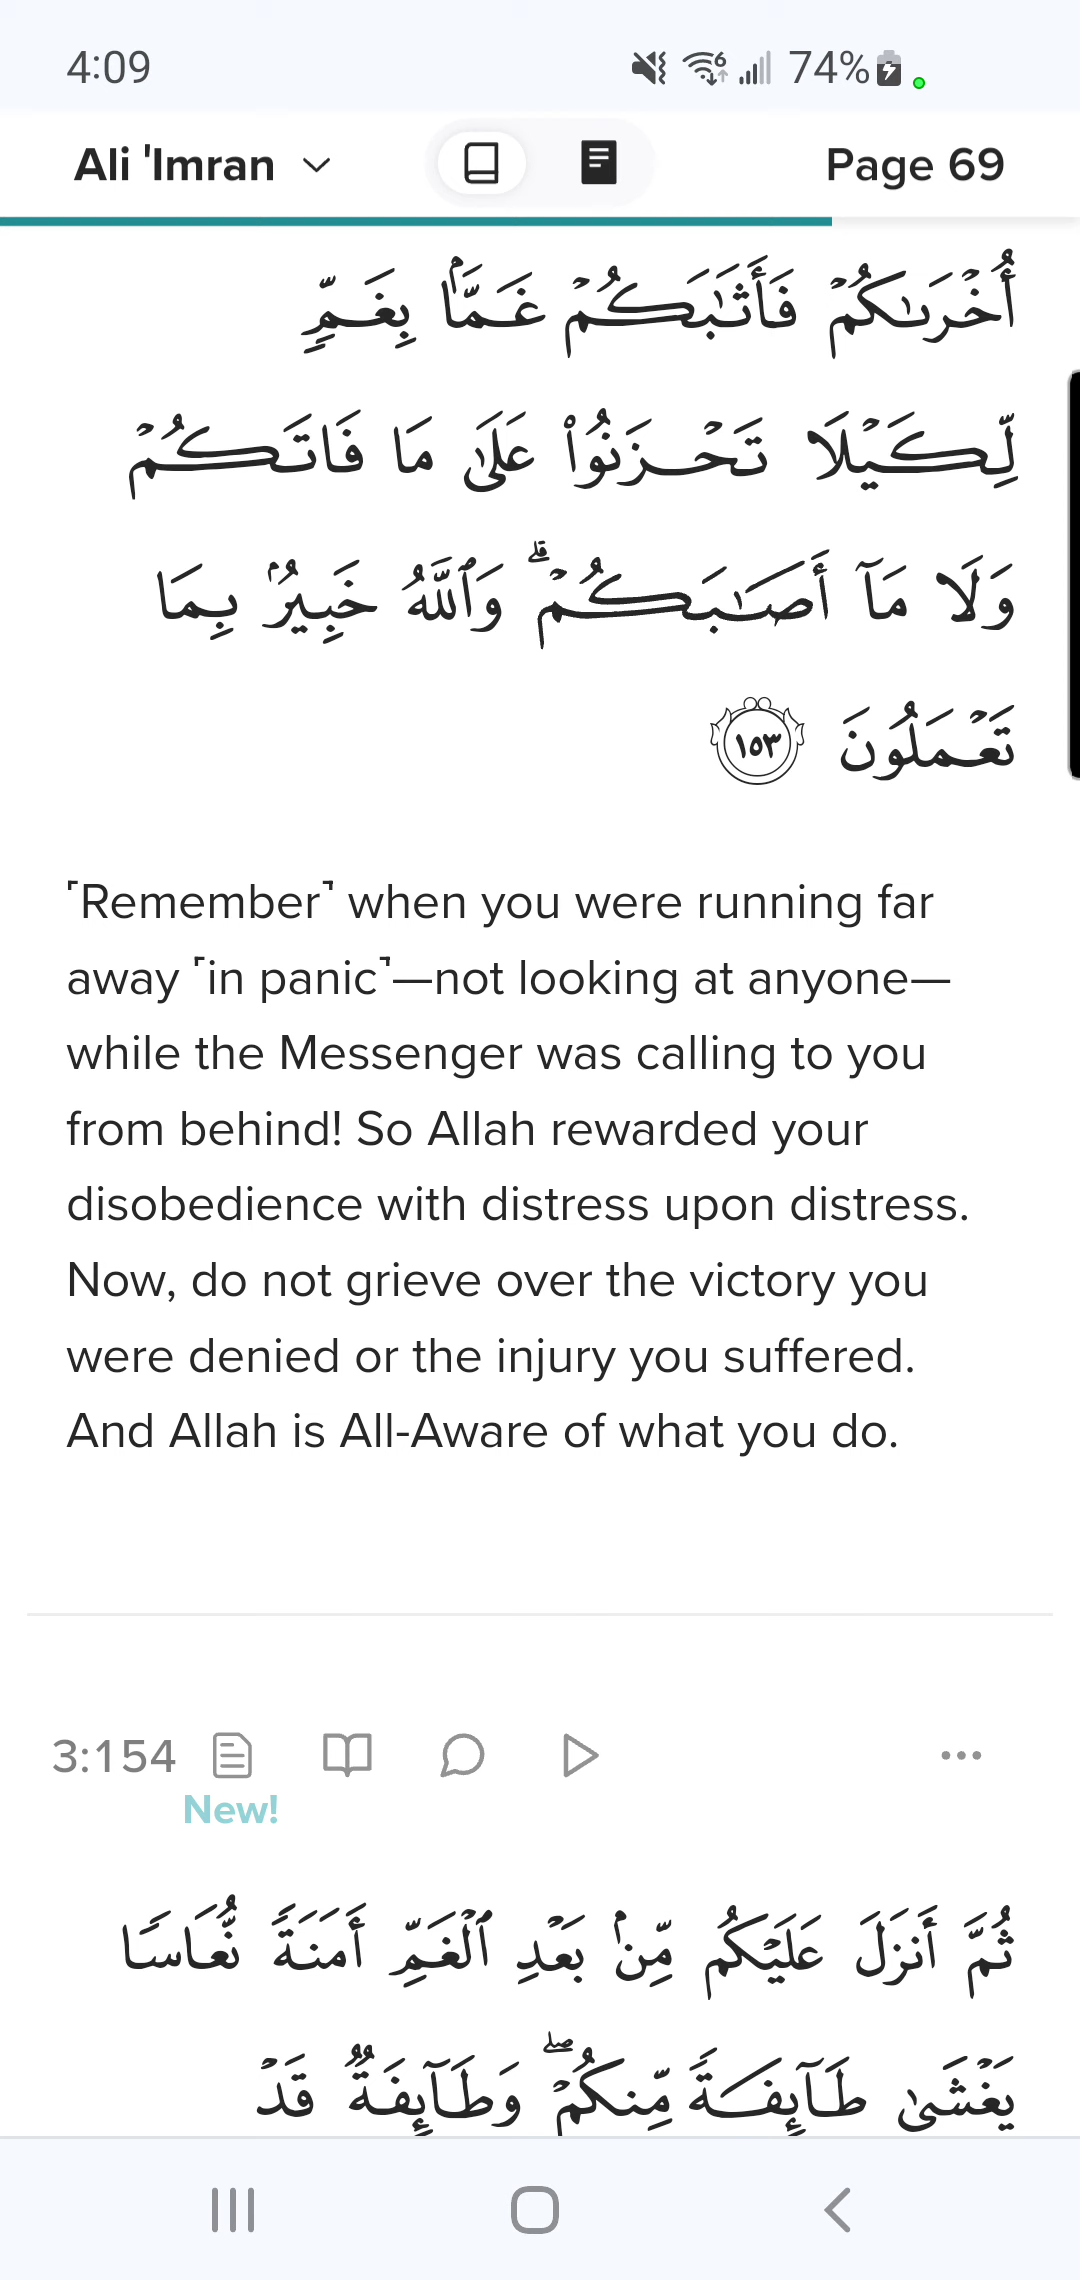 4:09 74%
Ali 'Imran Page 69
أُخْرَىٰكُمْ فَأَثَـٰبَكُمْ غَمًّۢا بِغَمٍّۢ
لِّكَيْلَا تَحْزَنُوا۟ عَلَىٰ مَا فَاتَكُمْ
وَلَا مَآ أَصَـٰبَكُمْ ۗ وَٱللَّهُ خَبِيرٌۢ بِمَا
تَعْمَلُونَ ١٥٣
˹Remember˺ when you were running far
away ˹in panic˺—not looking at anyone—
while the Messenger was calling to you
from behind! So Allah rewarded your
disobedience with distress upon distress.
Now, do not grieve over the victory you
were denied or the injury you suffered.
And Allah is All-Aware of what you do.
3:154
New!
ثُمَّ أَنزَلَ عَلَيْكُم مِّنۢ بَعْدِ ٱلْغَمِّ أَمَنَةًۭ نُّعَاسًۭا
يَغْشَىٰ طَآئِفَةًۭ مِّنكُمْ ۖ وَطَآئِفَةٌۭ قَدْ